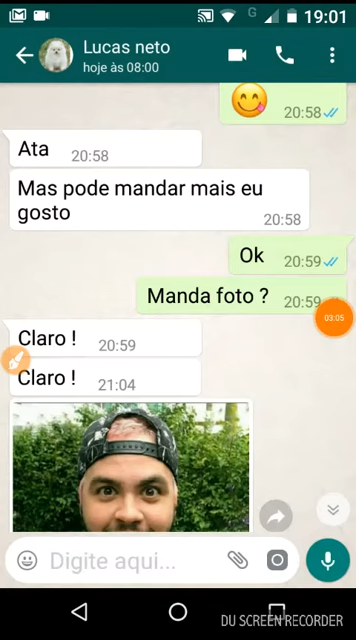 G 19:01
Lucas neto
hoje às 08:00
20:58
Ata 20:58
Mas pode mandar mais eu
gosto
20:58
Ok 20:59
Manda foto ? 20:59
03:05
Claro ! 20:59
Claro ! 21:04
Digite aqui...
DU SCREEN RECORDER